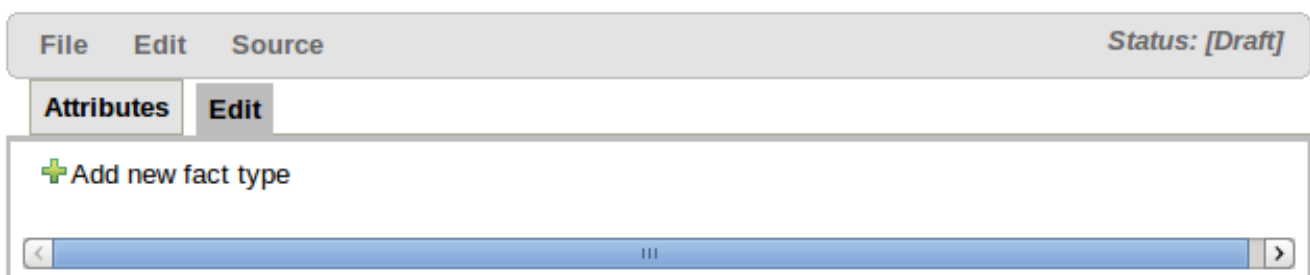 File Edit Source Status: [Draft]
Attributes Edit
Add new fact type